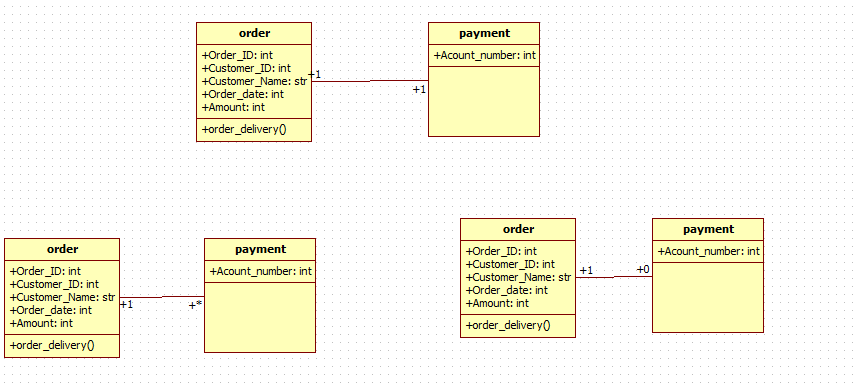 order
+Order_ID: int
+Customer_ID: int
+Customer_Name: str
+Order_date: int
+Amount: int
+order_delivery()
+1
+1
payment
+Acount_number: int
order
+Order_ID: int
+Customer_ID: int
+Customer_Name: str
+Order_date: int
+Amount: int
+order_delivery()
+1
+*
payment
+Acount_number: int
order
+Order_ID: int
+Customer_ID: int
+Customer_Name: str
+Order_date: int
+Amount: int
+order_delivery()
+1
+0
payment
+Acount_number: int